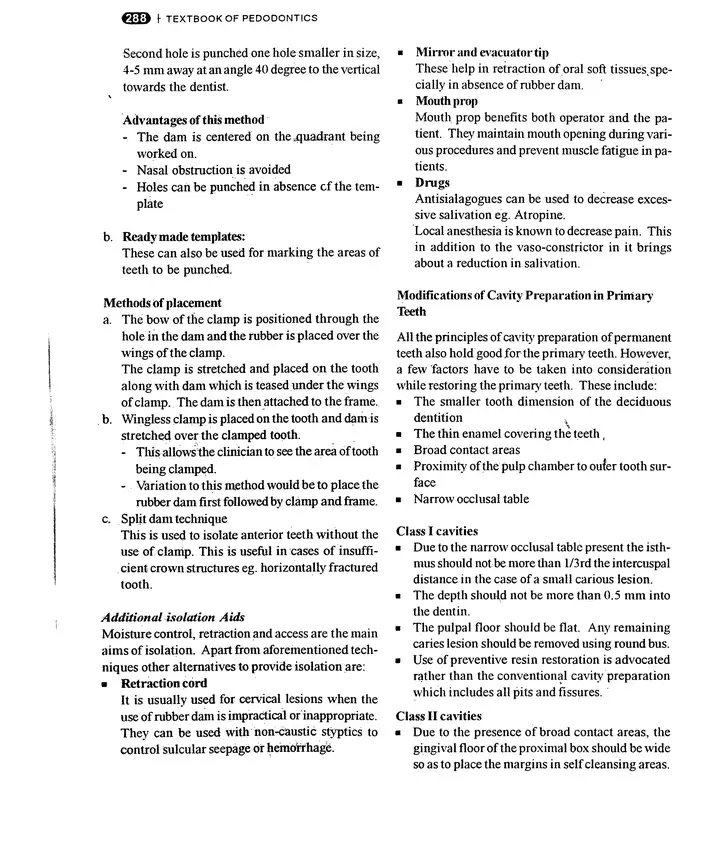 288 TEXTBOOK OF PEDODONTICS
Second hole is punched one hole smaller in size,
4-5 mm away at an angle 40 degree to the vertical
towards the dentist.
Advantages of this method
- The dam is centered on the quadrant being
worked on.
- Nasal obstruction is avoided
- Holes can be punched in absence cf the tem-
plate
b. Ready made templates:
These can also be used for marking the areas of
teeth to be punched.
Methods of placement
a. The bow of the clamp is positioned through the
hole in the dam and the rubber is placed over the
wings of the clamp.
The clamp is stretched and placed on the tooth
along with dam which is teased under the wings
of clamp. The dam is then attached to the frame.
b. Wingless clamp is placed on the tooth and dam is
stretched over the clamped tooth.
- This allows the clinician to see the area of tooth
being clamped.
- Variation to this method would be to place the
rubber dam first followed by clamp and frame.
c. Split dam technique
This is used to isolate anterior teeth without the
use of clamp. This is useful in cases of insuffi-
cient crown structures eg. horizontally fractured
tooth.
Additional isolation Aids
Moisture control, retraction and access are the main
aims of isolation. Apart from aforementioned tech-
niques other alternatives to provide isolation are:
▪ Retraction cord
It is usually used for cervical lesions when the
use of rubber dam is impractical or inappropriate.
They can be used with non-caustic styptics to
control sulcular seepage or hemorrhage.
▪ Mirror and evacuator tip
These help in retraction of oral soft tissues, spe-
cially in absence of rubber dam.
▪ Mouth prop
Mouth prop benefits both operator and the pa-
tient. They maintain mouth opening during vari-
ous procedures and prevent muscle fatigue in pa-
tients.
▪ Drugs
Antisialagogues can be used to decrease exces-
sive salivation eg. Atropine.
Local anesthesia is known to decrease pain. This
in addition to the vaso-constrictor in it brings
about a reduction in salivation.
Modifications of Cavity Preparation in Primary
Teeth
All the principles of cavity preparation of permanent
teeth also hold good for the primary teeth. However,
a few factors have to be taken into consideration
while restoring the primary teeth. These include:
▪ The smaller tooth dimension of the deciduous
dentition
▪ The thin enamel covering the teeth
▪ Broad contact areas
▪ Proximity of the pulp chamber to outer tooth sur-
face
▪ Narrow occlusal table
Class I cavities
▪ Due to the narrow occlusal table present the isth-
mus should not be more than 1/3rd the intercuspal
distance in the case of a small carious lesion.
▪ The depth should not be more than 0.5 mm into
the dentin.
▪ The pulpal floor should be flat. Any remaining
caries lesion should be removed using round bus.
▪ Use of preventive resin restoration is advocated
rather than the conventional cavity preparation
which includes all pits and fissures.
Class II cavities
▪ Due to the presence of broad contact areas, the
gingival floor of the proximal box should be wide
so as to place the margins in self cleansing areas.